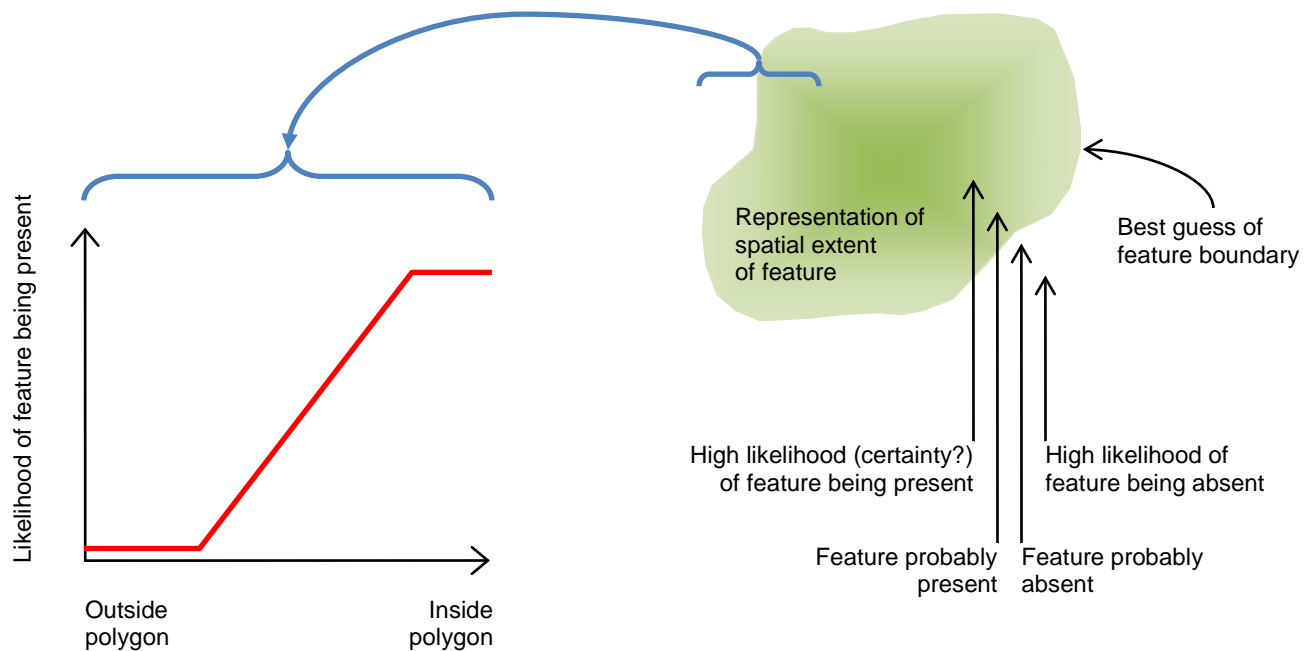 Likelihood of feature being present
Outside
polygon
Inside
polygon
Representation of
spatial extent
of feature
Best guess of
feature boundary
High likelihood (certainty?)
of feature being present
High likelihood of
feature being absent
Feature probably
present
Feature probably
absent